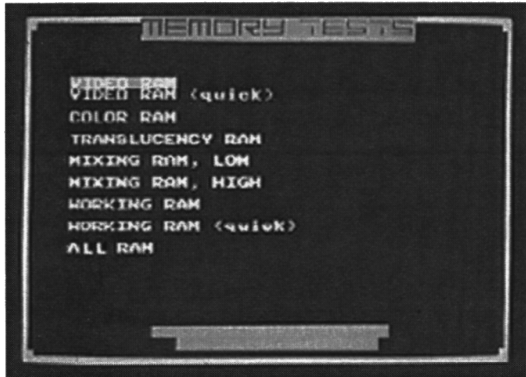 MEMORY TESTS
VIDEO RAM
VIDEO RAM (quick)
COLOR RAM
TRANSLUCENCY RAM
MIXING RAM, LOW
MIXING RAM, HIGH
WORKING RAM
WORKING RAM (quick)
ALL RAM